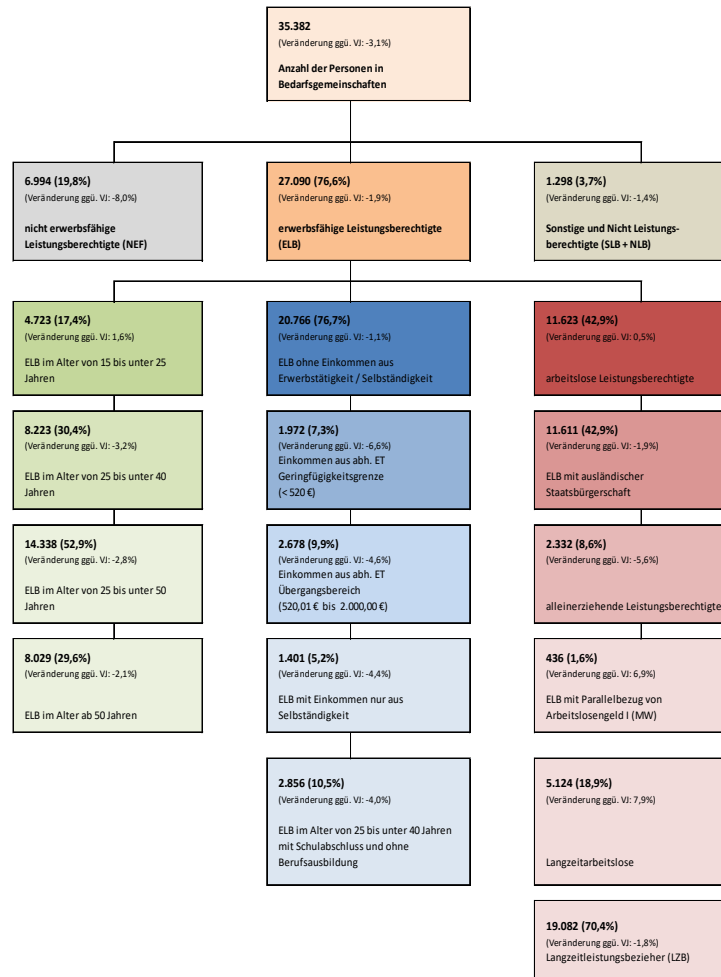 35.382
(Veränderung ggü. VJ: -3,1%)
Anzahl der Personen in
Bedarfsgemeinschaften
6.994 (19,8%)
(Veränderung ggü. VJ: -8,0%)
nicht erwerbsfähige
Leistungsberechtigte (NEF)
27.090 (76,6%)
(Veränderung ggü. VJ: -1,9%)
erwerbsfähige Leistungsberechtigte
(ELB)
1.298 (3,7%)
(Veränderung ggü. VJ: -1,4%)
Sonstige und Nicht Leistungs-
berechtigte (SLB + NLB)
4.723 (17,4%)
(Veränderung ggü. VJ: 1,6%)
ELB im Alter von 15 bis unter 25
Jahren
8.223 (30,4%)
(Veränderung ggü. VJ: -3,2%)
ELB im Alter von 25 bis unter 40
Jahren
14.338 (52,9%)
(Veränderung ggü. VJ: -2,8%)
ELB im Alter von 25 bis unter 50
Jahren
8.029 (29,6%)
(Veränderung ggü. VJ: -2,1%)
ELB im Alter ab 50 Jahren
20.766 (76,7%)
(Veränderung ggü. VJ: -1,1%)
ELB ohne Einkommen aus
Erwerbstätigkeit / Selbständigkeit
1.972 (7,3%)
(Veränderung ggü. VJ: -6,6%)
Einkommen aus abh. ET
Geringfügigkeitsgrenze
(< 520 €)
2.678 (9,9%)
(Veränderung ggü. VJ: -4,6%)
Einkommen aus abh. ET
Übergangsbereich
(520,01 € bis 2.000,00 €)
1.401 (5,2%)
(Veränderung ggü. VJ: -4,4%)
ELB mit Einkommen nur aus
Selbständigkeit
2.856 (10,5%)
(Veränderung ggü. VJ: -4,0%)
ELB im Alter von 25 bis unter 40 Jahren
mit Schulabschluss und ohne
Berufsausbildung
11.623 (42,9%)
(Veränderung ggü. VJ: 0,5%)
arbeitslose Leistungsberechtigte
11.611 (42,9%)
(Veränderung ggü. VJ: -1,9%)
ELB mit ausländischer
Staatsbürgerschaft
2.332 (8,6%)
(Veränderung ggü. VJ: -5,6%)
alleinerziehende Leistungsberechtigte
436 (1,6%)
(Veränderung ggü. VJ: 6,9%)
ELB mit Parallelbezug von
Arbeitslosengeld I (MW)
5.124 (18,9%)
(Veränderung ggü. VJ: 7,9%)
Langzeitarbeitslose
19.082 (70,4%)
(Veränderung ggü. VJ: -1,8%)
Langzeitleistungsbezieher (LZB)